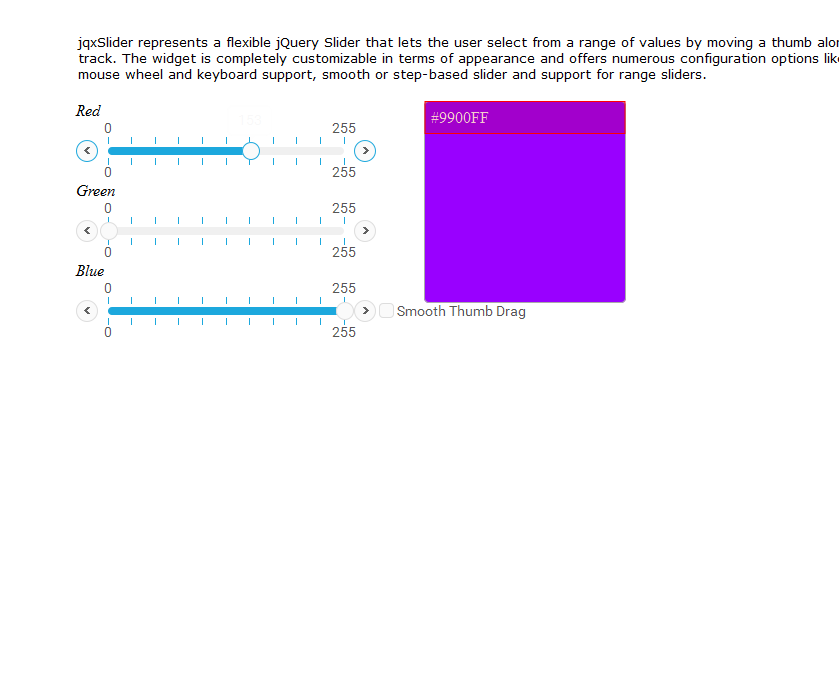 jqxSlider represents a flexible jQuery Slider that lets the user select from a range of values by moving a thumb
track. The widget is completely customizable in terms of appearance and offers numerous configuration options
mouse wheel and keyboard support, smooth or step-based slider and support for range sliders.
Red
0 255
0 255
Green
0 255
0 255
Blue
0 255
0 255
#9900FF
Smooth Thumb Drag